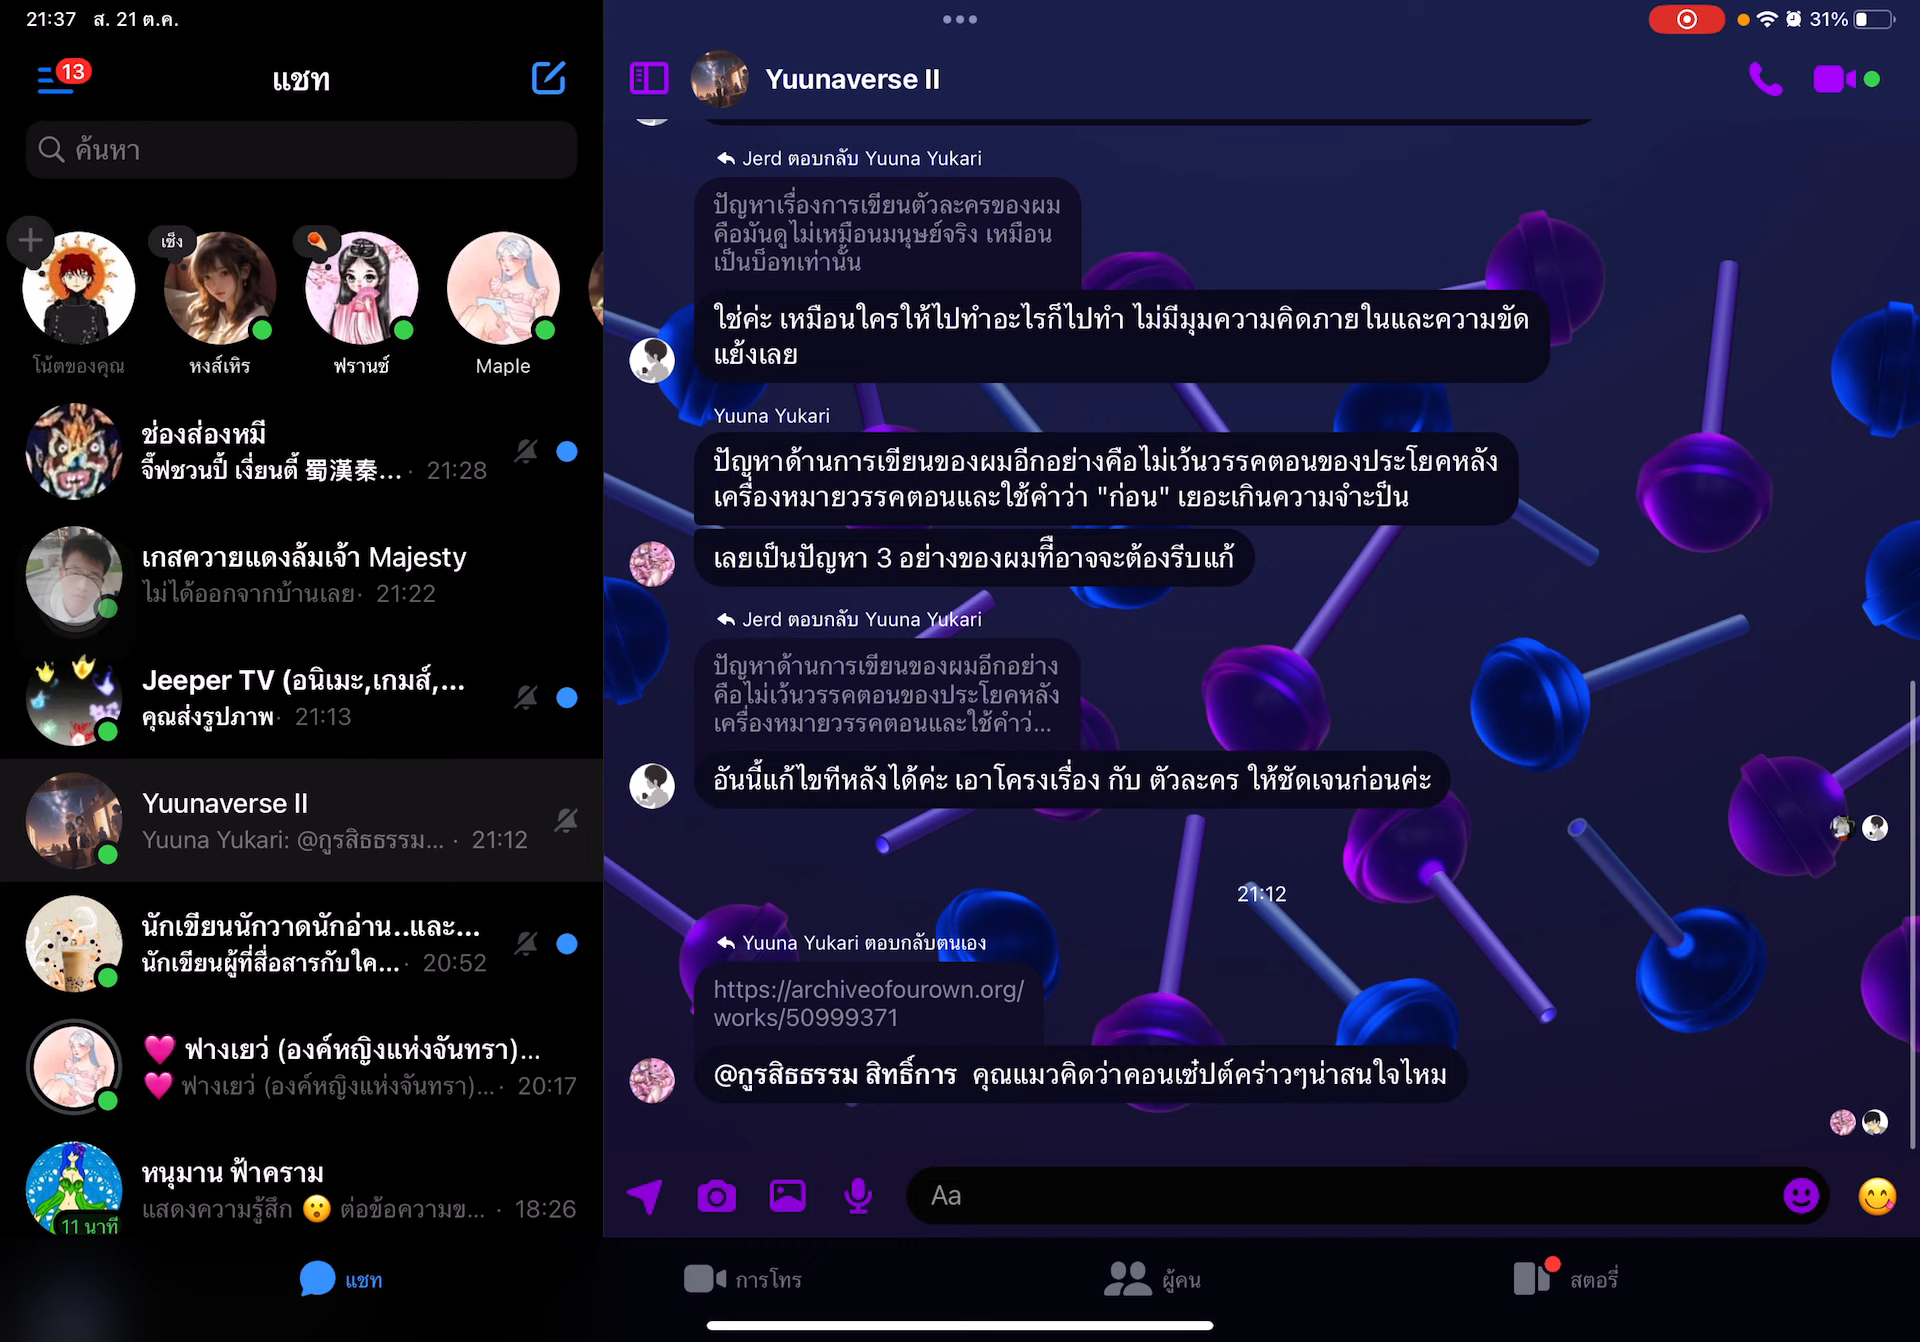 21:37 ส. 21 ต.ค.
31%
13
แชท
ค้นหา
เซ็ง
โน้ตของคุณ
หงส์เหิร
ฟรานซ์
Maple
ช่องส่องหมี
จี๊ฟชวนปี้ เงี่ยนตี้ 蜀漢秦... · 21:28
เกสควายแดงล้มเจ้า Majesty
ไม่ได้ออกจากบ้านเลย · 21:22
Jeeper TV (อนิเมะ,เกมส์,...
คุณส่งรูปภาพ · 21:13
Yuunaverse II
Yuuna Yukari: @กูรสิธธรรม... · 21:12
นักเขียนนักวาดนักอ่าน..และ...
นักเขียนผู้ที่สื่อสารกับใค... · 20:52
💗 ฟางเยว่ (องค์หญิงแห่งจันทรา)...
💗 ฟางเยว่ (องค์หญิงแห่งจันทรา)... · 20:17
หนุมาน ฟ้าคราม
แสดงความรู้สึก 😮 ต่อข้อความข... · 18:26
11 นาที
Yuunaverse II
Jerd ตอบกลับ Yuuna Yukari
ปัญหาเรื่องการเขียนตัวละครของผม
คือมันดูไม่เหมือนมนุษย์จริง เหมือน
เป็นบ็อทเท่านั้น
ใช่ค่ะ เหมือนใครให้ไปทำอะไรก็ไปทำ ไม่มีมุมความคิดภายในและความขัด
แย้งเลย
Yuuna Yukari
ปัญหาด้านการเขียนของผมอีกอย่างคือไม่เว้นวรรคตอนของประโยคหลัง
เครื่องหมายวรรคตอนและใช้คำว่า "ก่อน" เยอะเกินความจำะป็น
เลยเป็นปัญหา 3 อย่างของผมที่อาจจะต้องรีบแก้
Jerd ตอบกลับ Yuuna Yukari
ปัญหาด้านการเขียนของผมอีกอย่าง
คือไม่เว้นวรรคตอนของประโยคหลัง
เครื่องหมายวรรคตอนและใช้คำว่...
อันนี้แก้ไขทีหลังได้ค่ะ เอาโครงเรื่อง กับ ตัวละคร ให้ชัดเจนก่อนค่ะ
21:12
Yuuna Yukari ตอบกลับตนเอง
https://archiveofourown.org/
works/50999371
@กูรสิธธรรม สิทธิ์การ คุณแมวคิดว่าคอนเซ๋ปต์คร่าวๆน่าสนใจไหม
Aa
แชท
การโทร
ผู้คน
สตอรี่